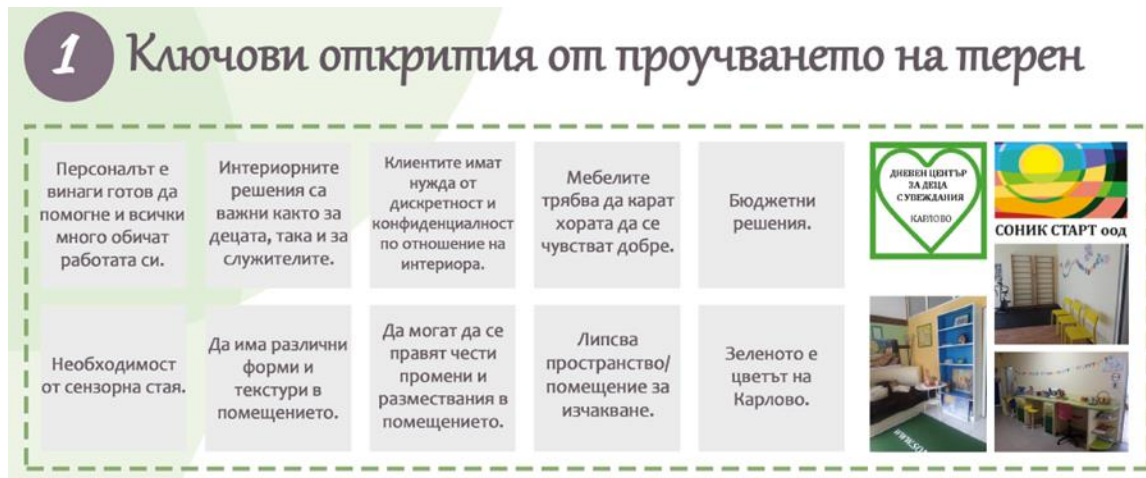 1 Ключови открития от проучването на терен
Персоналът е
винаги готов да
помогне и всички
много обичат
работата си.
Интериорните
решения са
важни както за
децата, така и за
служителите.
Клиентите имат
нужда от
дискретност и
конфиденциалност
по отношение на
интериора.
Мебелите
трябва да карат
хората да се
чувстват добре.
Бюджетни
решения.
Необходимост
от сензорна стая.
Да има различни
форми и
текстури в
помещението.
Да могат да се
правят чести
промени и
размествания в
помещението.
Липсва
пространство/
помещение за
изчакване.
Зеленото е
цветът на
Карлово.
ДНЕВЕН ЦЕНТЪР
ЗА ДЕЦА
С УВЕЖДАНИЯ
КАРЛОВО
СОНИК СТАРТ оод